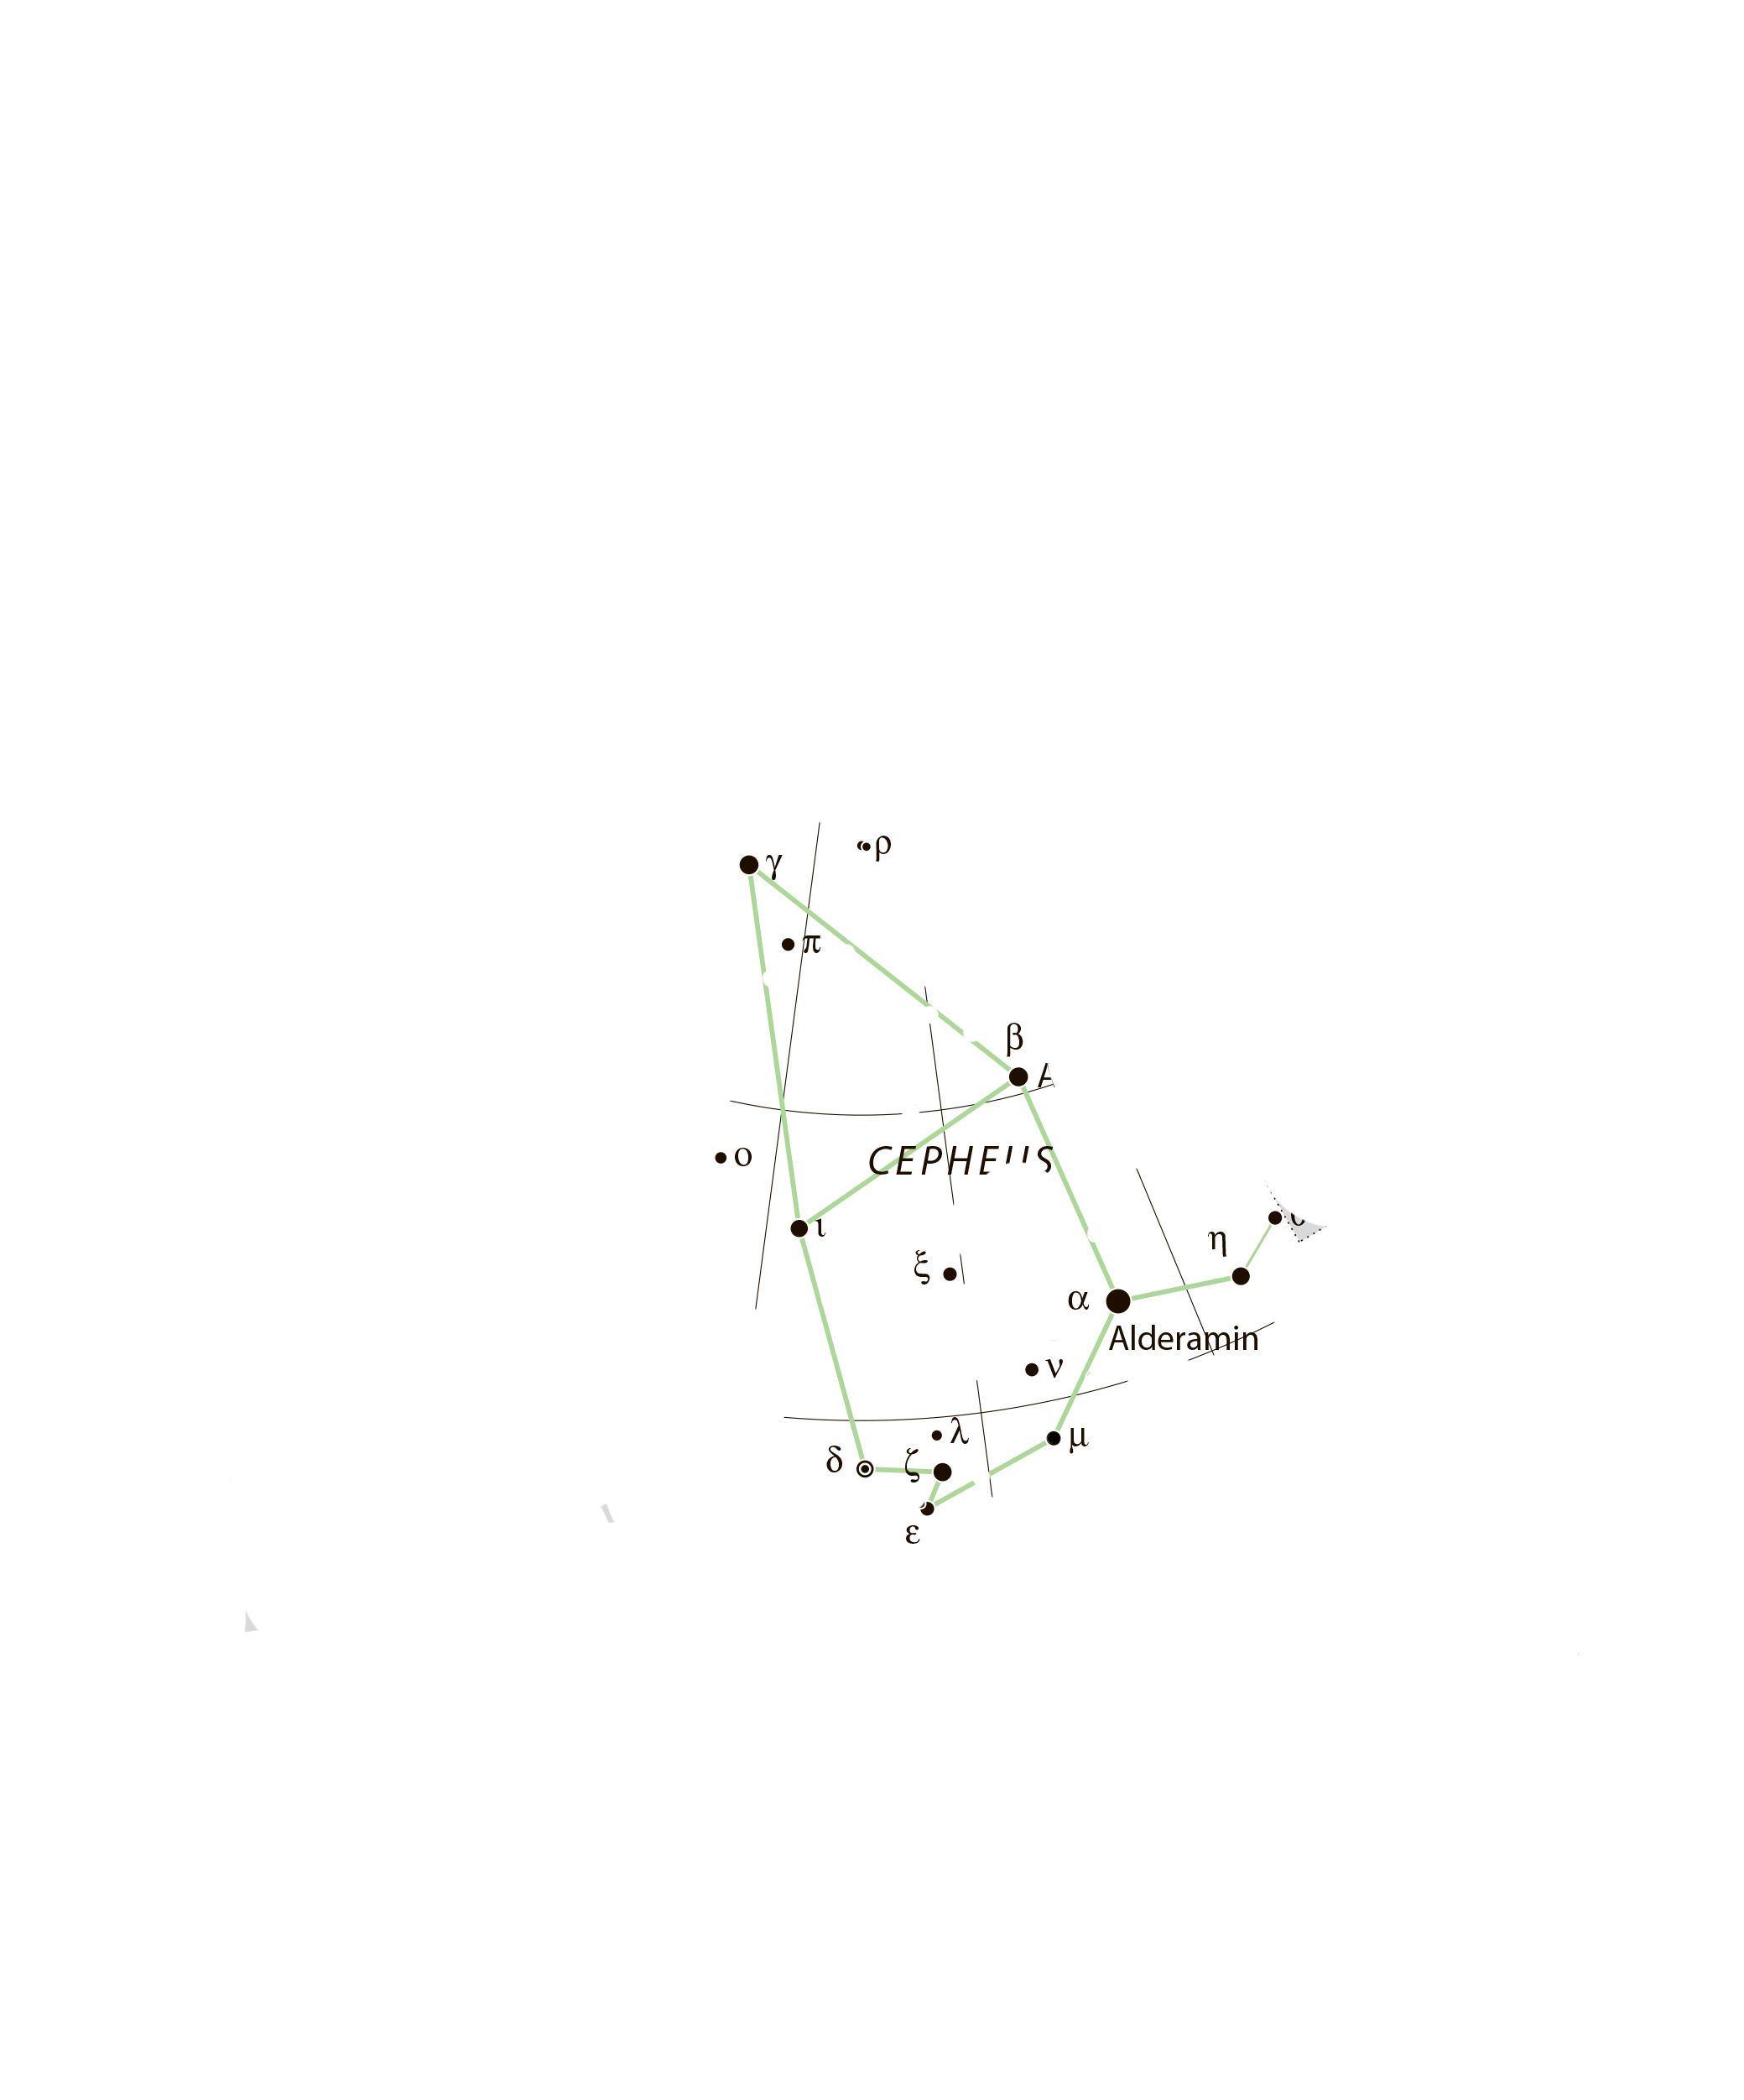 ρ
γ
π
β
ο
CEPHEUS
ι
η
ξ
α
Alderamin
ν
λ
μ
δ
ζ
ε